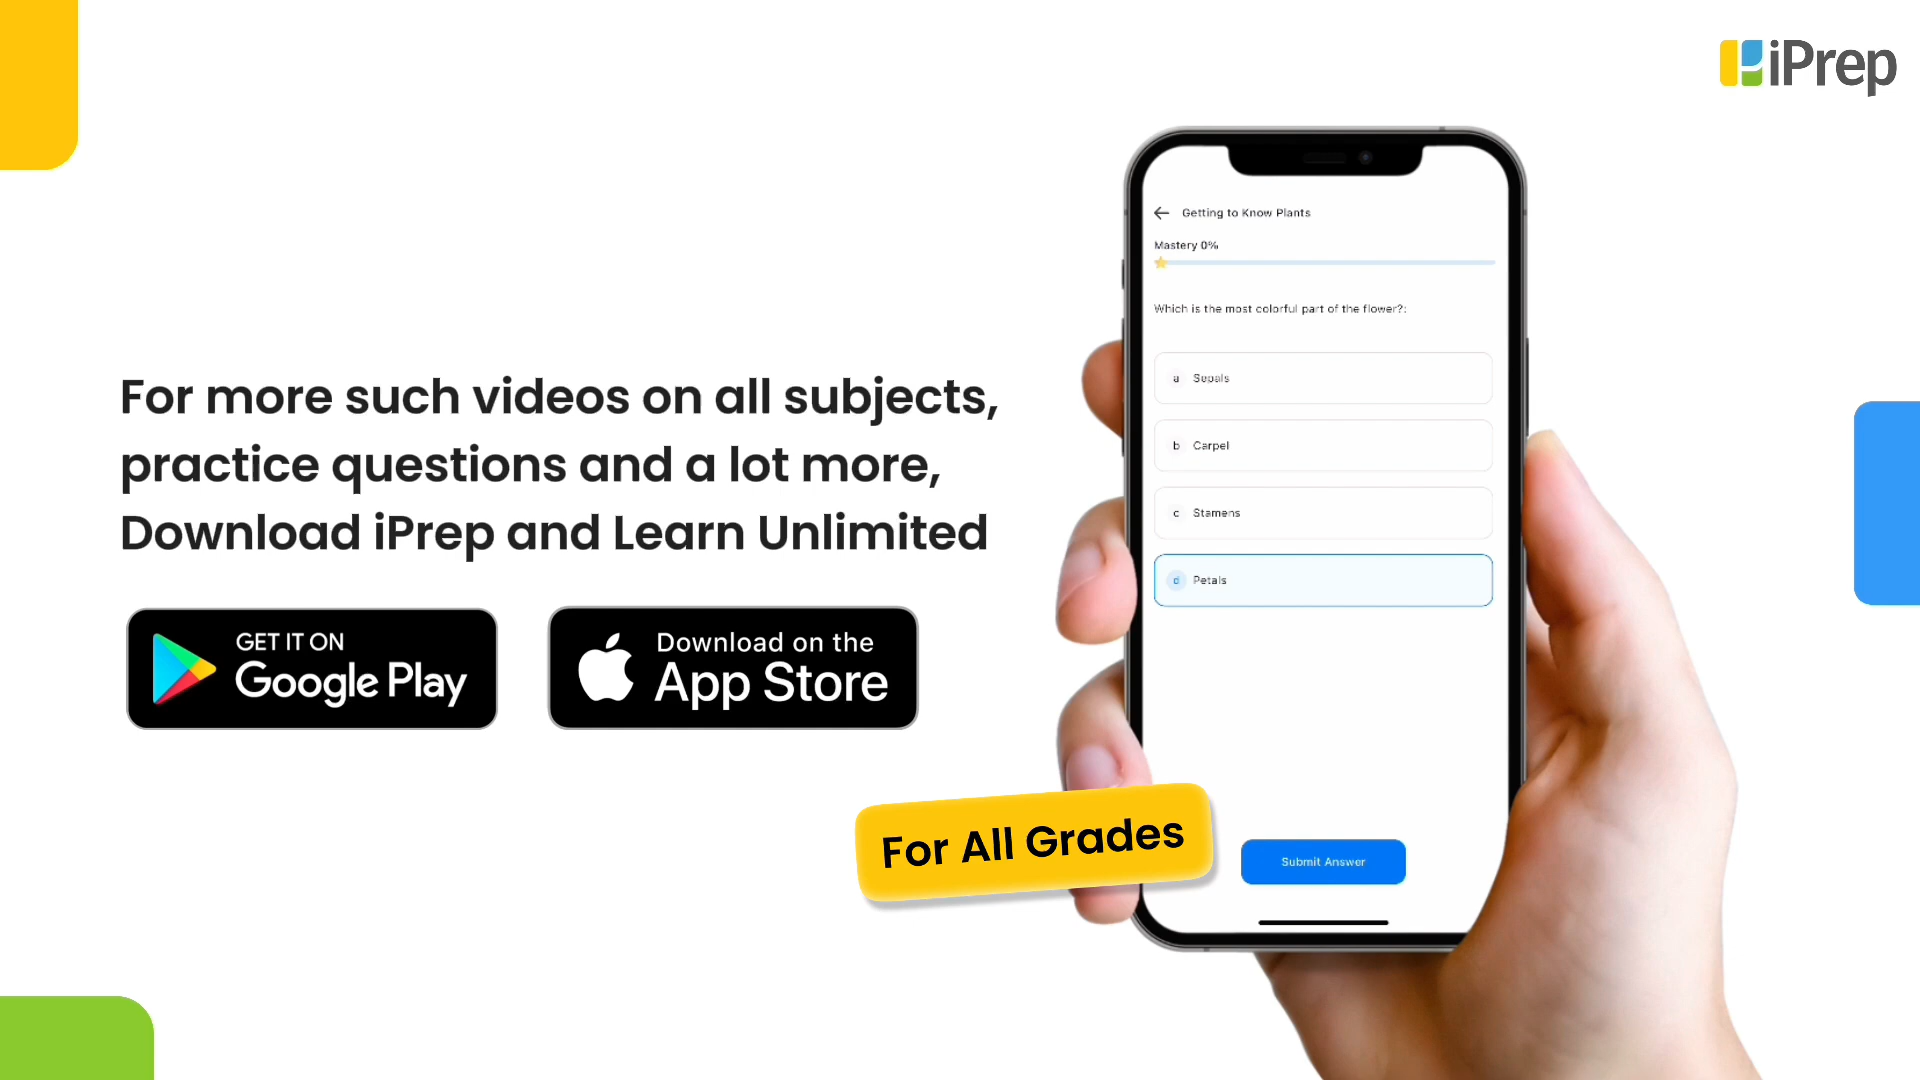 iPrep
Getting to Know Plants
Mastery 0%
Which is the most colorful part of the flower?:
a Sepals
b Carpel
c Stamens
d Petals
Submit Answer
For more such videos on all subjects,
practice questions and a lot more,
Download iPrep and Learn Unlimited
GET IT ON
Google Play
Download on the
App Store
For All Grades